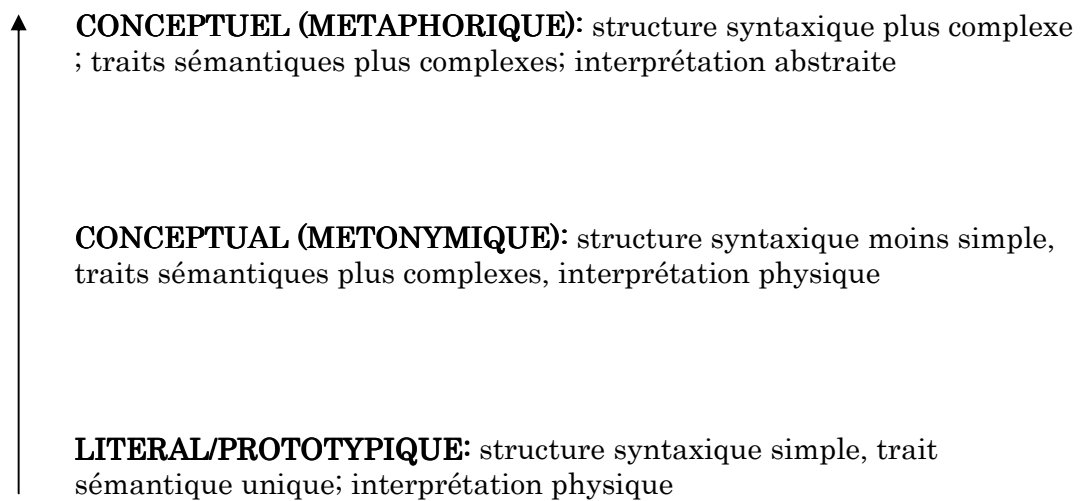 CONCEPTUEL (METAPHORIQUE): structure syntaxique plus complexe
; traits sémantiques plus complexes; interprétation abstraite
CONCEPTUAL (METONYMIQUE): structure syntaxique moins simple,
traits sémantiques plus complexes, interprétation physique
LITERAL/PROTOTYPIQUE: structure syntaxique simple, trait
sémantique unique; interprétation physique